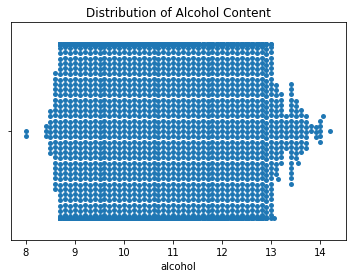 Distribution of Alcohol Content
8 9 10 11 12 13 14
alcohol